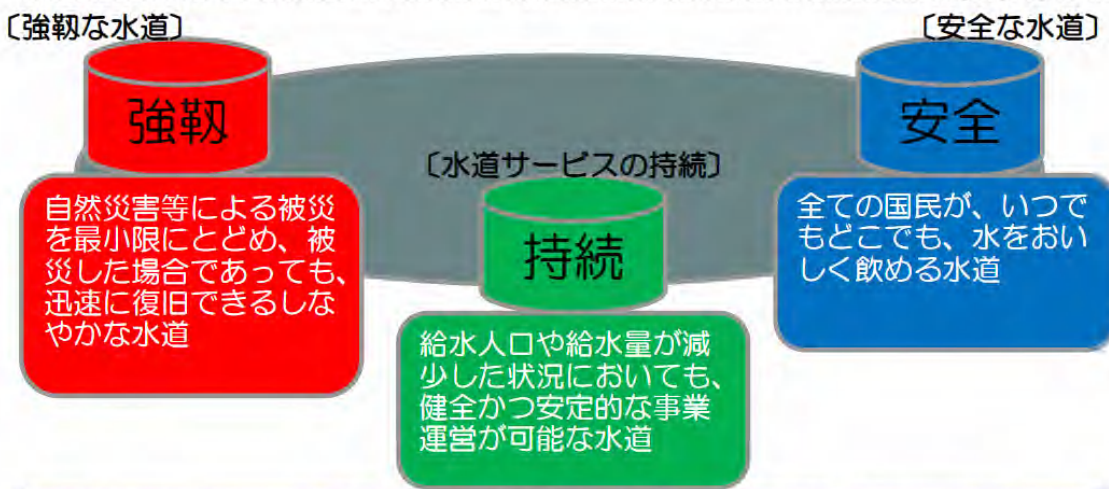 〔強靱な水道〕
強靱
自然災害等による被災
を最小限にとどめ、被
災した場合であっても、
迅速に復旧できるしな
やかな水道
〔水道サービスの持続〕
持続
給水人口や給水量が減
少した状況においても、
健全かつ安定的な事業
運営が可能な水道
〔安全な水道〕
安全
全ての国民が、いつで
もどこでも、水をおい
しく飲める水道